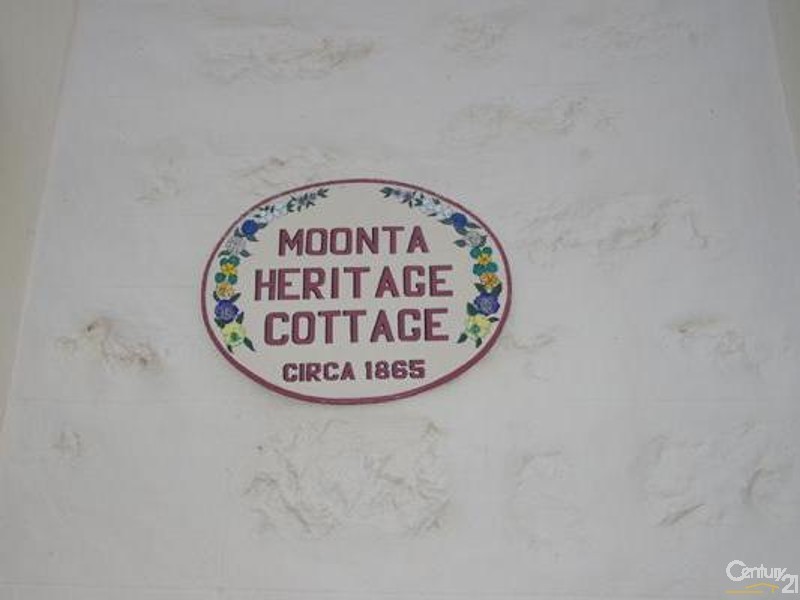 MOONTA
HERITAGE
COTTAGE
CIRCA 1865
Century 21